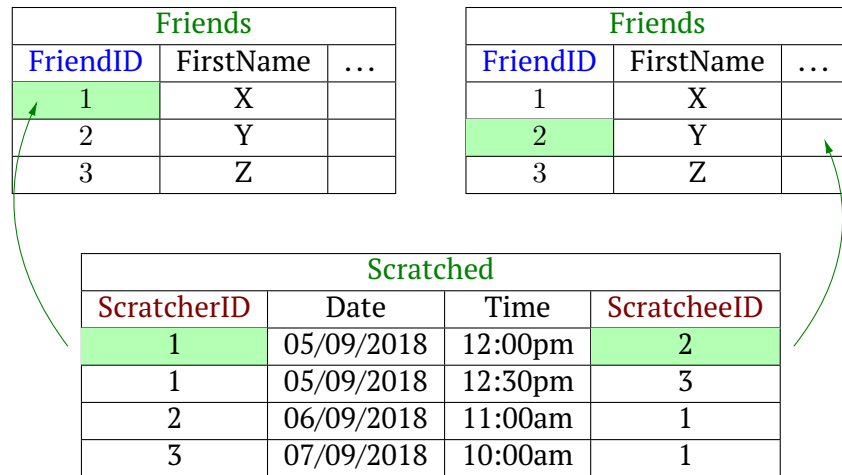 Friends
FriendID FirstName ...
1 X
2 Y
3 Z
Friends
FriendID FirstName ...
1 X
2 Y
3 Z
Scratched
ScratcherID Date Time ScratcheeID
1 05/09/2018 12:00pm 2
1 05/09/2018 12:30pm 3
2 06/09/2018 11:00am 1
3 07/09/2018 10:00am 1